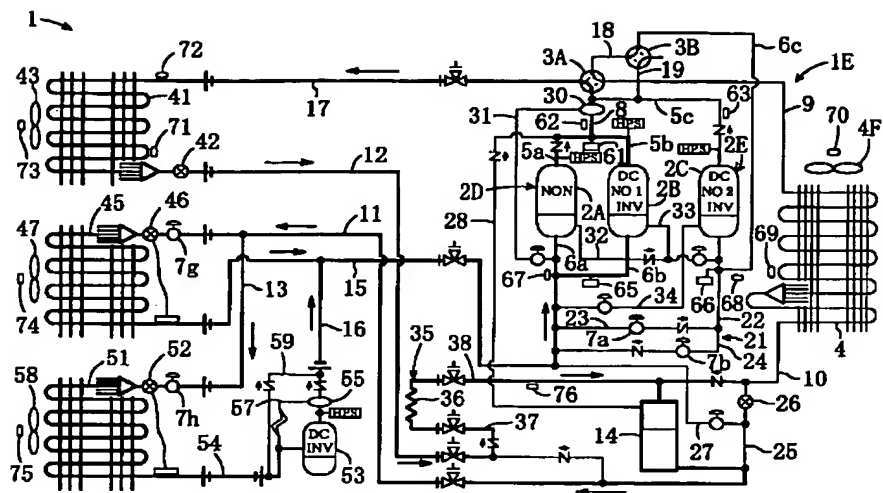 1
72
18
3A
3B
6c
43
19
1E
41
17
30
8
5c
63
9
70
4F
31
62
HPS
71
42
5a
HPS
61
5b
HPS
2E
73
12
2D
2C
45
46
11
28
NON
2A
DC
NO 1
INV
2B
33
DC
NO 2
INV
47
7g
32
69
15
6a
6b
67
65
66
68
13
34
74
16
23
22
4
7a
21
51
52
59
35
38
24
7b
58
55
76
10
7h
57
HPS
36
37
26
14
27
75
54
DC
INV
53
25